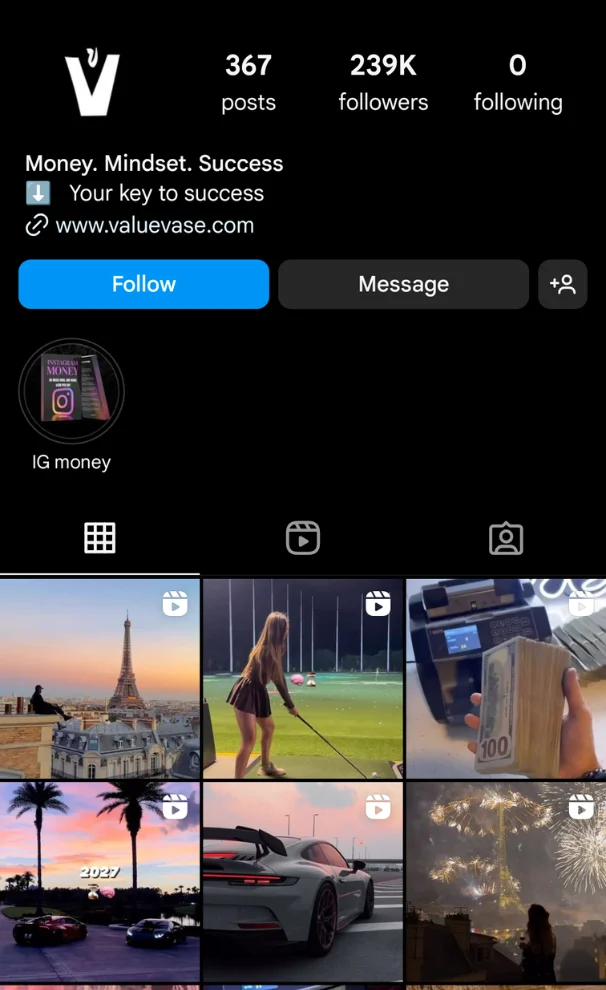 V
367
posts
239K
followers
0
following
Money. Mindset. Success
⬇️ Your key to success
www.valuevase.com
Follow
Message
INSTAGRAM
MONEY
IG money
100
2027